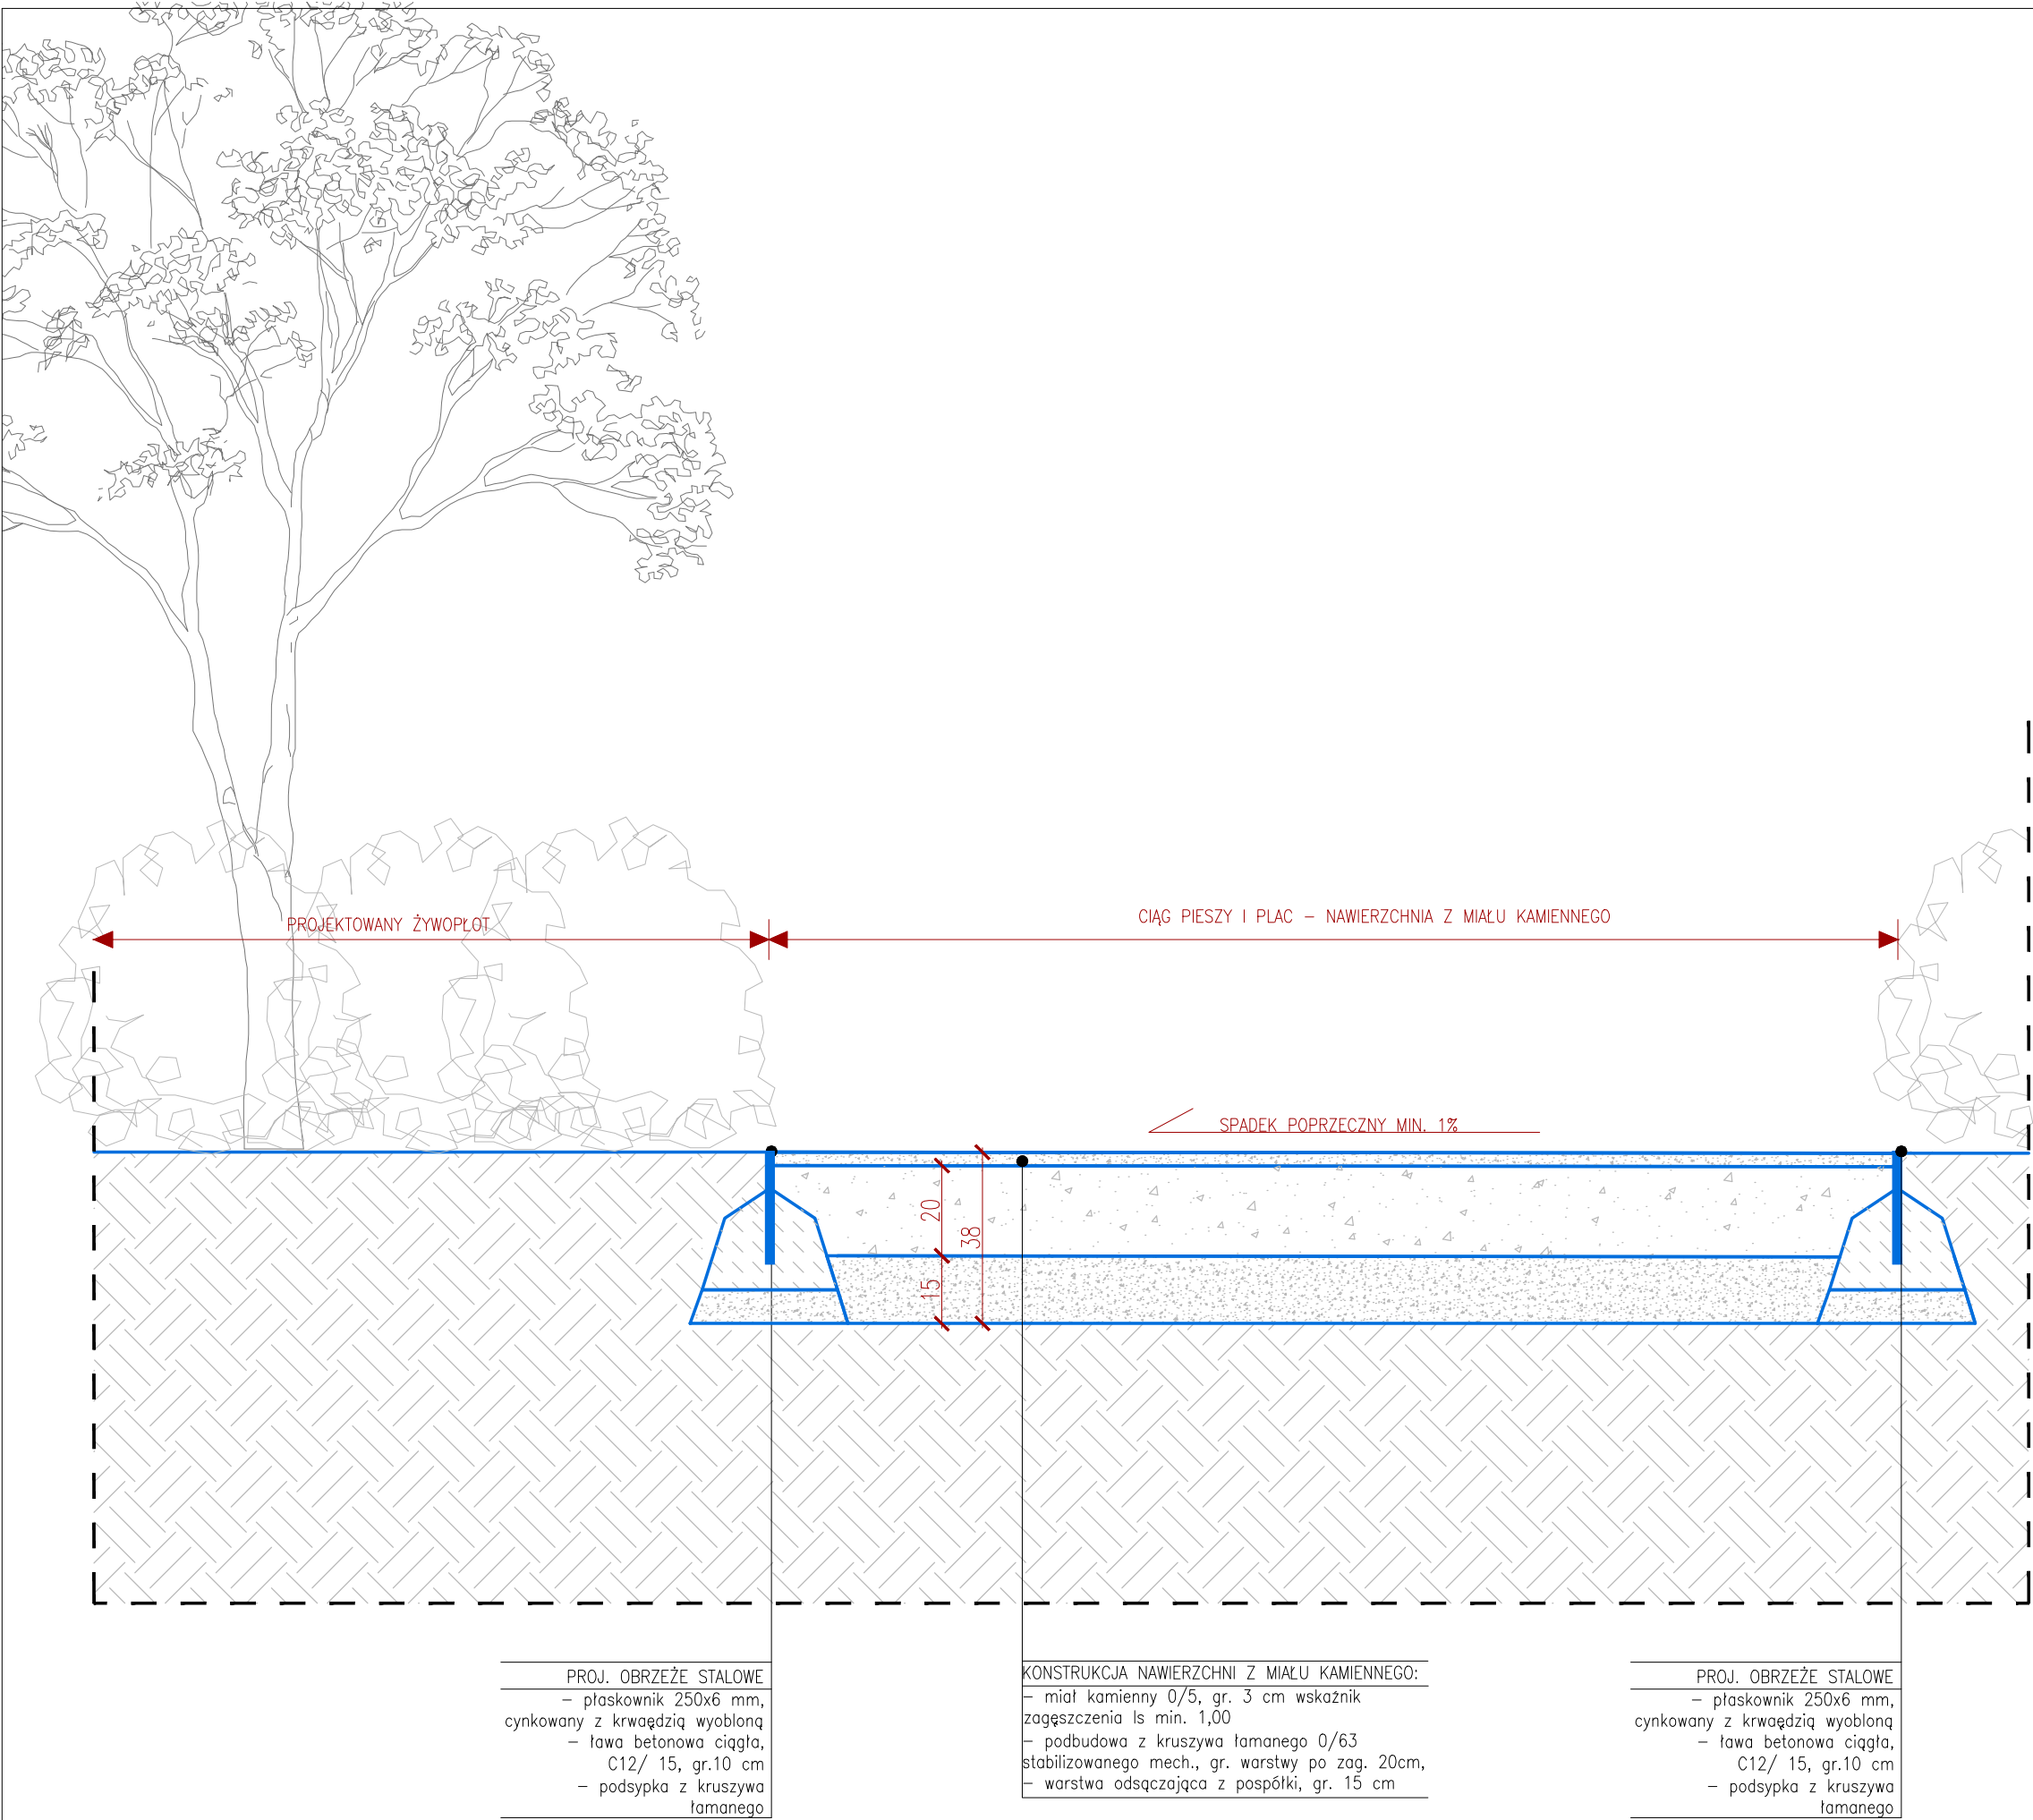 PROJEKTOWANY ŻYWOPŁOT
CIĄG PIESZY I PLAC – NAWIERZCHNIA Z MIAŁU KAMIENNEGO
SPADEK POPRZECZNY MIN. 1%
20
38
15
PROJ. OBRZEŻE STALOWE
– płaskownik 250x6 mm,
cynkowany z krwaędzią wyobloną
– ława betonowa ciągła,
C12/ 15, gr.10 cm
– podsypka z kruszywa
łamanego
KONSTRUKCJA NAWIERZCHNI Z MIAŁU KAMIENNEGO:
– miał kamienny 0/5, gr. 3 cm wskaźnik
zagęszczenia Is min. 1,00
– podbudowa z kruszywa łamanego 0/63
stabilizowanego mech., gr. warstwy po zag. 20cm,
– warstwa odsączająca z pospółki, gr. 15 cm
PROJ. OBRZEŻE STALOWE
– płaskownik 250x6 mm,
cynkowany z krwaędzią wyobloną
– ława betonowa ciągła,
C12/ 15, gr.10 cm
– podsypka z kruszywa
łamanego